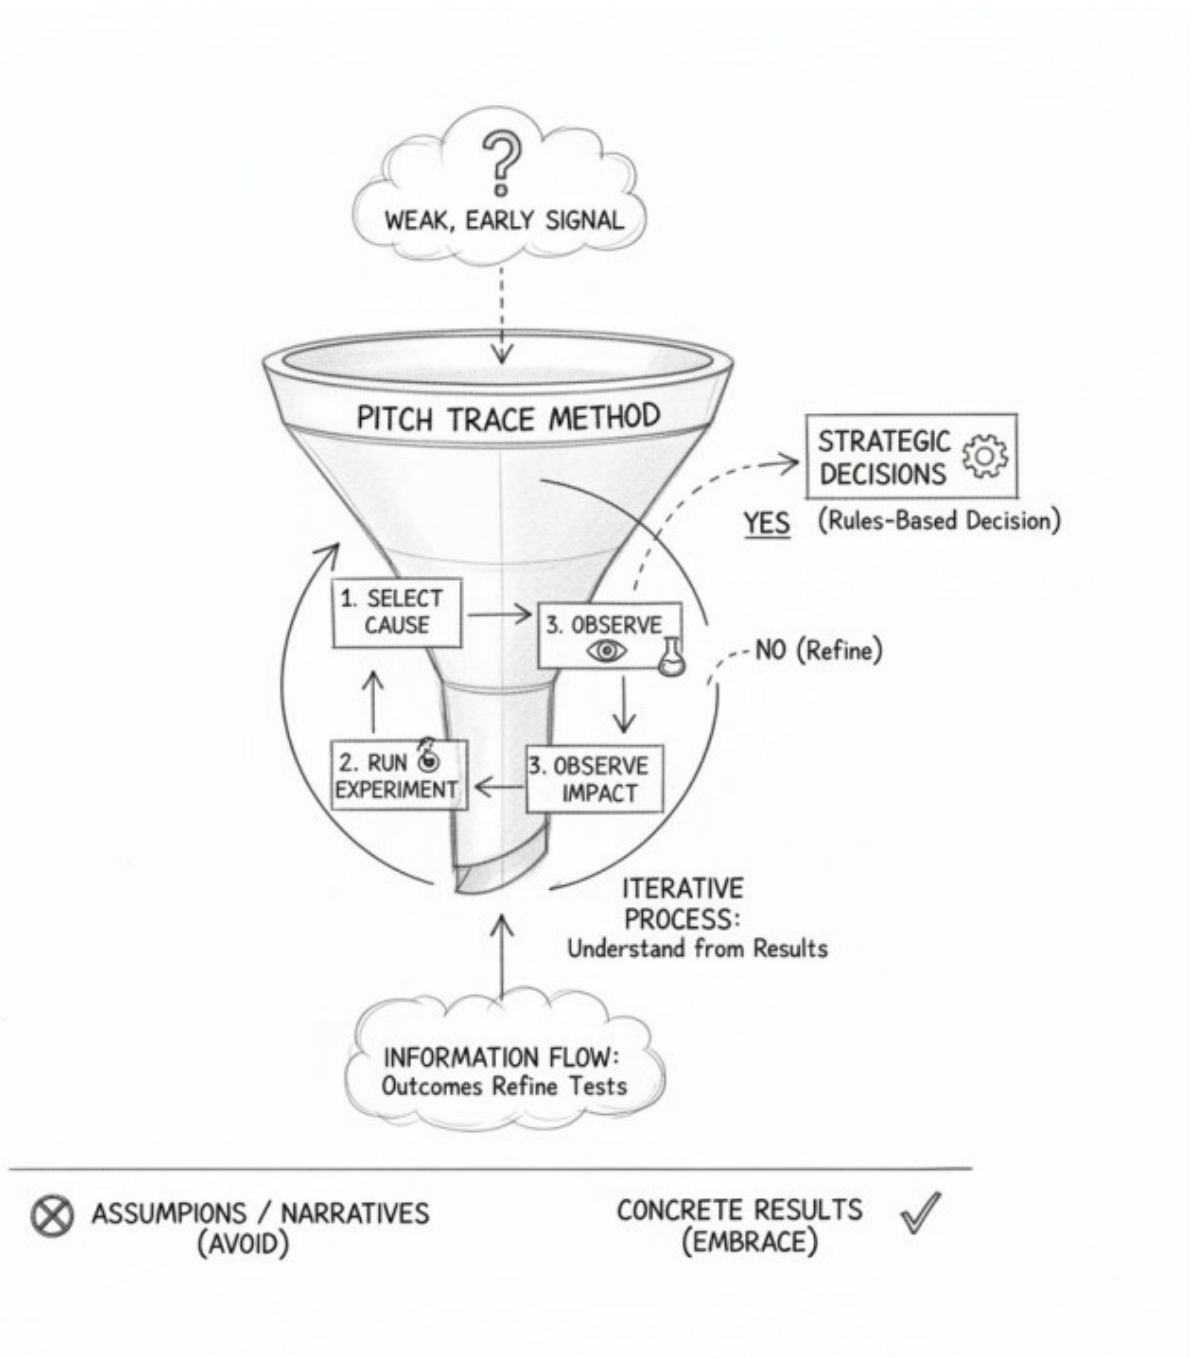 ?
WEAK, EARLY SIGNAL
PITCH TRACE METHOD
STRATEGIC
DECISIONS
YES (Rules-Based Decision)
1. SELECT
CAUSE
3. OBSERVE
NO (Refine)
2. RUN
EXPERIMENT
3. OBSERVE
IMPACT
ITERATIVE
PROCESS:
Understand from Results
INFORMATION FLOW:
Outcomes Refine Tests
ASSUMPIONS / NARRATIVES
(AVOID)
CONCRETE RESULTS
(EMBRACE)